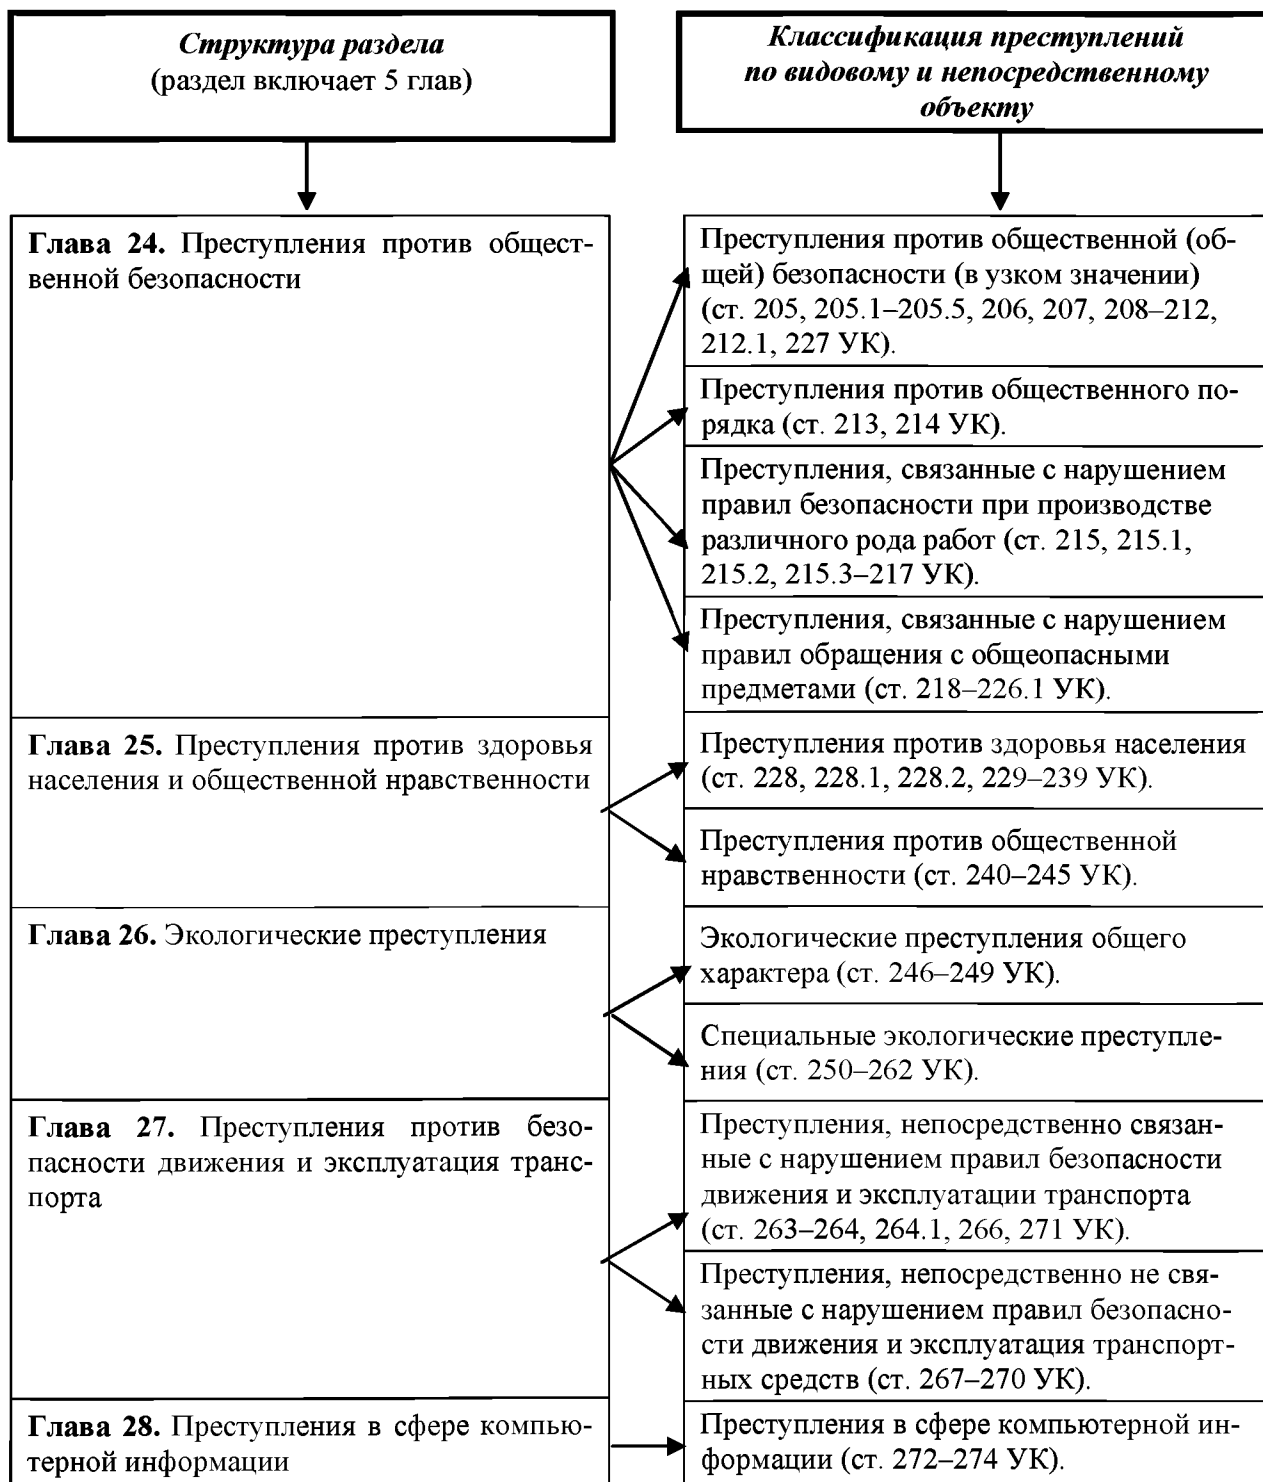 Структура раздела
(раздел включает 5 глав)
Классификация преступлений
по видовому и непосредственному
объекту
Глава 24. Преступления против общест-
венной безопасности
Преступления против общественной (об-
щей) безопасности (в узком значении)
(ст. 205, 205.1–205.5, 206, 207, 208–212,
212.1, 227 УК).
Преступления против общественного по-
рядка (ст. 213, 214 УК).
Преступления, связанные с нарушением
правил безопасности при производстве
различного рода работ (ст. 215, 215.1,
215.2, 215.3–217 УК).
Преступления, связанные с нарушением
правил обращения с общеопасными
предметами (ст. 218–226.1 УК).
Глава 25. Преступления против здоровья
населения и общественной нравственности
Преступления против здоровья населения
(ст. 228, 228.1, 228.2, 229–239 УК).
Преступления против общественной
нравственности (ст. 240–245 УК).
Глава 26. Экологические преступления
Экологические преступления общего
характера (ст. 246–249 УК).
Специальные экологические преступле-
ния (ст. 250–262 УК).
Глава 27. Преступления против безо-
пасности движения и эксплуатация транс-
порта
Преступления, непосредственно связан-
ные с нарушением правил безопасности
движения и эксплуатации транспорта
(ст. 263–264, 264.1, 266, 271 УК).
Преступления, непосредственно не свя-
занные с нарушением правил безопасно-
сти движения и эксплуатация транспорт-
ных средств (ст. 267–270 УК).
Глава 28. Преступления в сфере компью-
терной информации
Преступления в сфере компьютерной ин-
формации (ст. 272–274 УК).